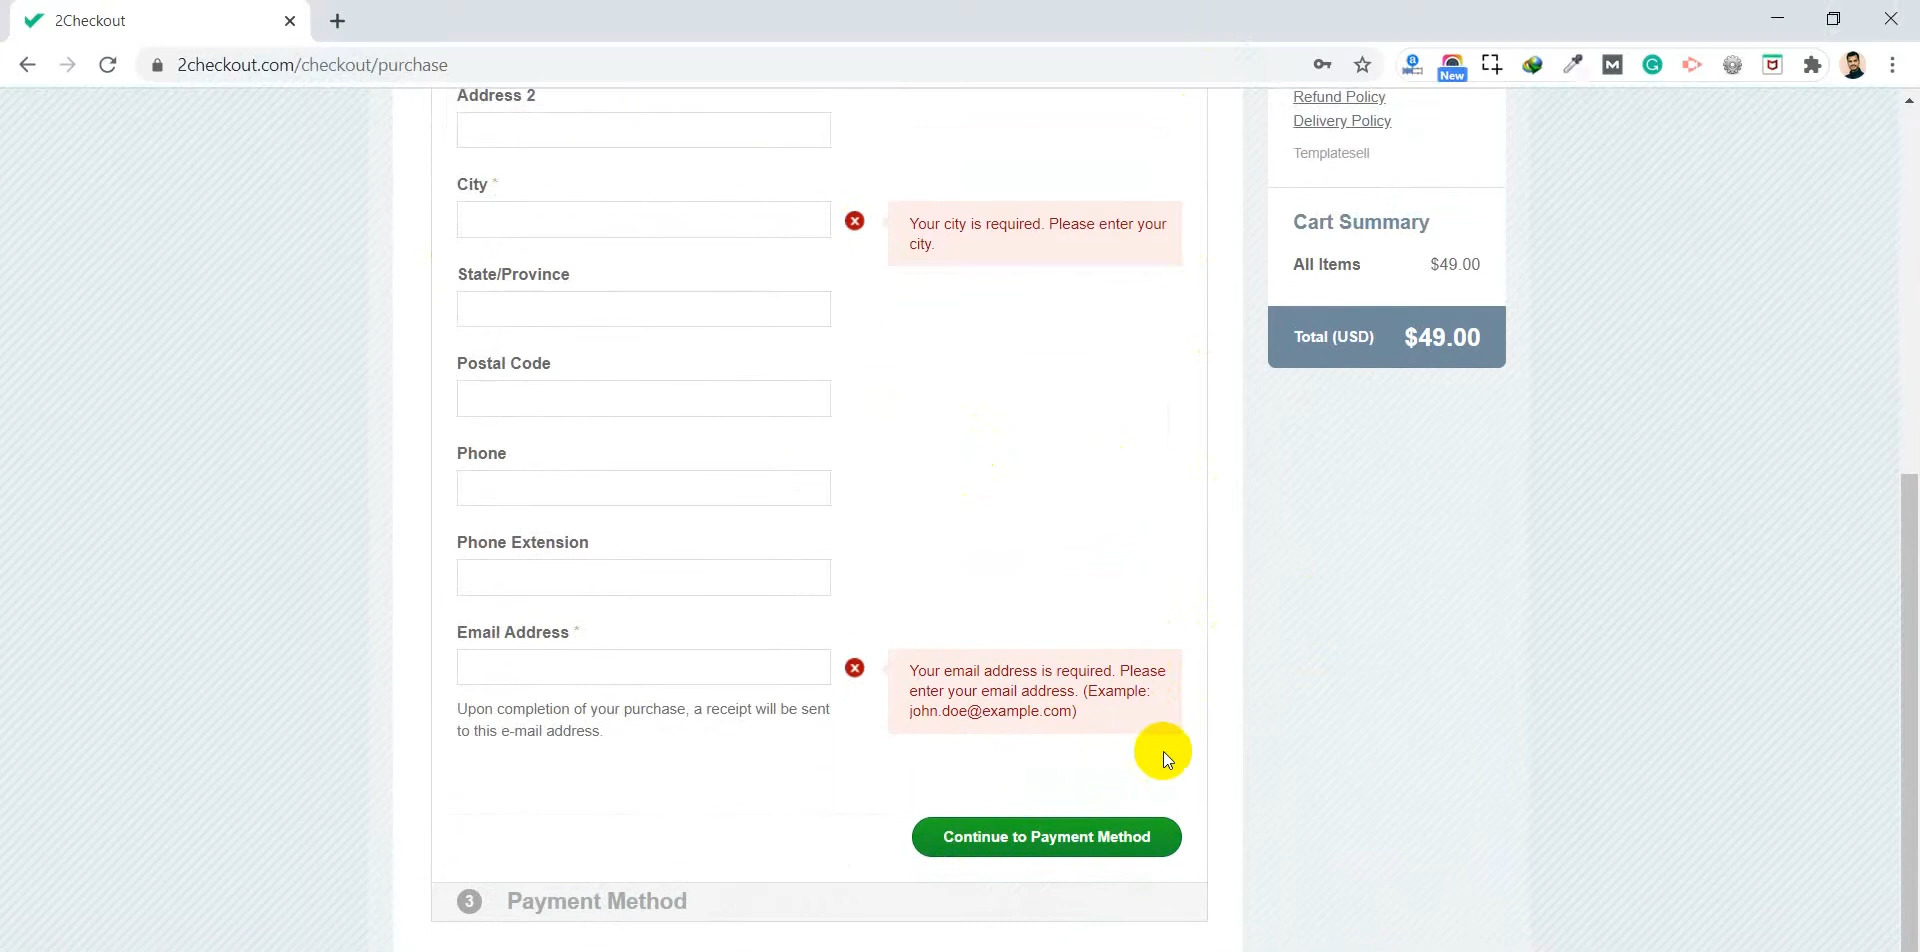 2Checkout
2checkout.com/checkout/purchase
New
Address 2
City *
Your city is required. Please enter your
city.
State/Province
Postal Code
Phone
Phone Extension
Email Address *
Your email address is required. Please
enter your email address. (Example:
john.doe@example.com)
Upon completion of your purchase, a receipt will be sent
to this e-mail address.
Continue to Payment Method
3 Payment Method
Refund Policy
Delivery Policy
Templatesell
Cart Summary
All Items $49.00
Total (USD) $49.00